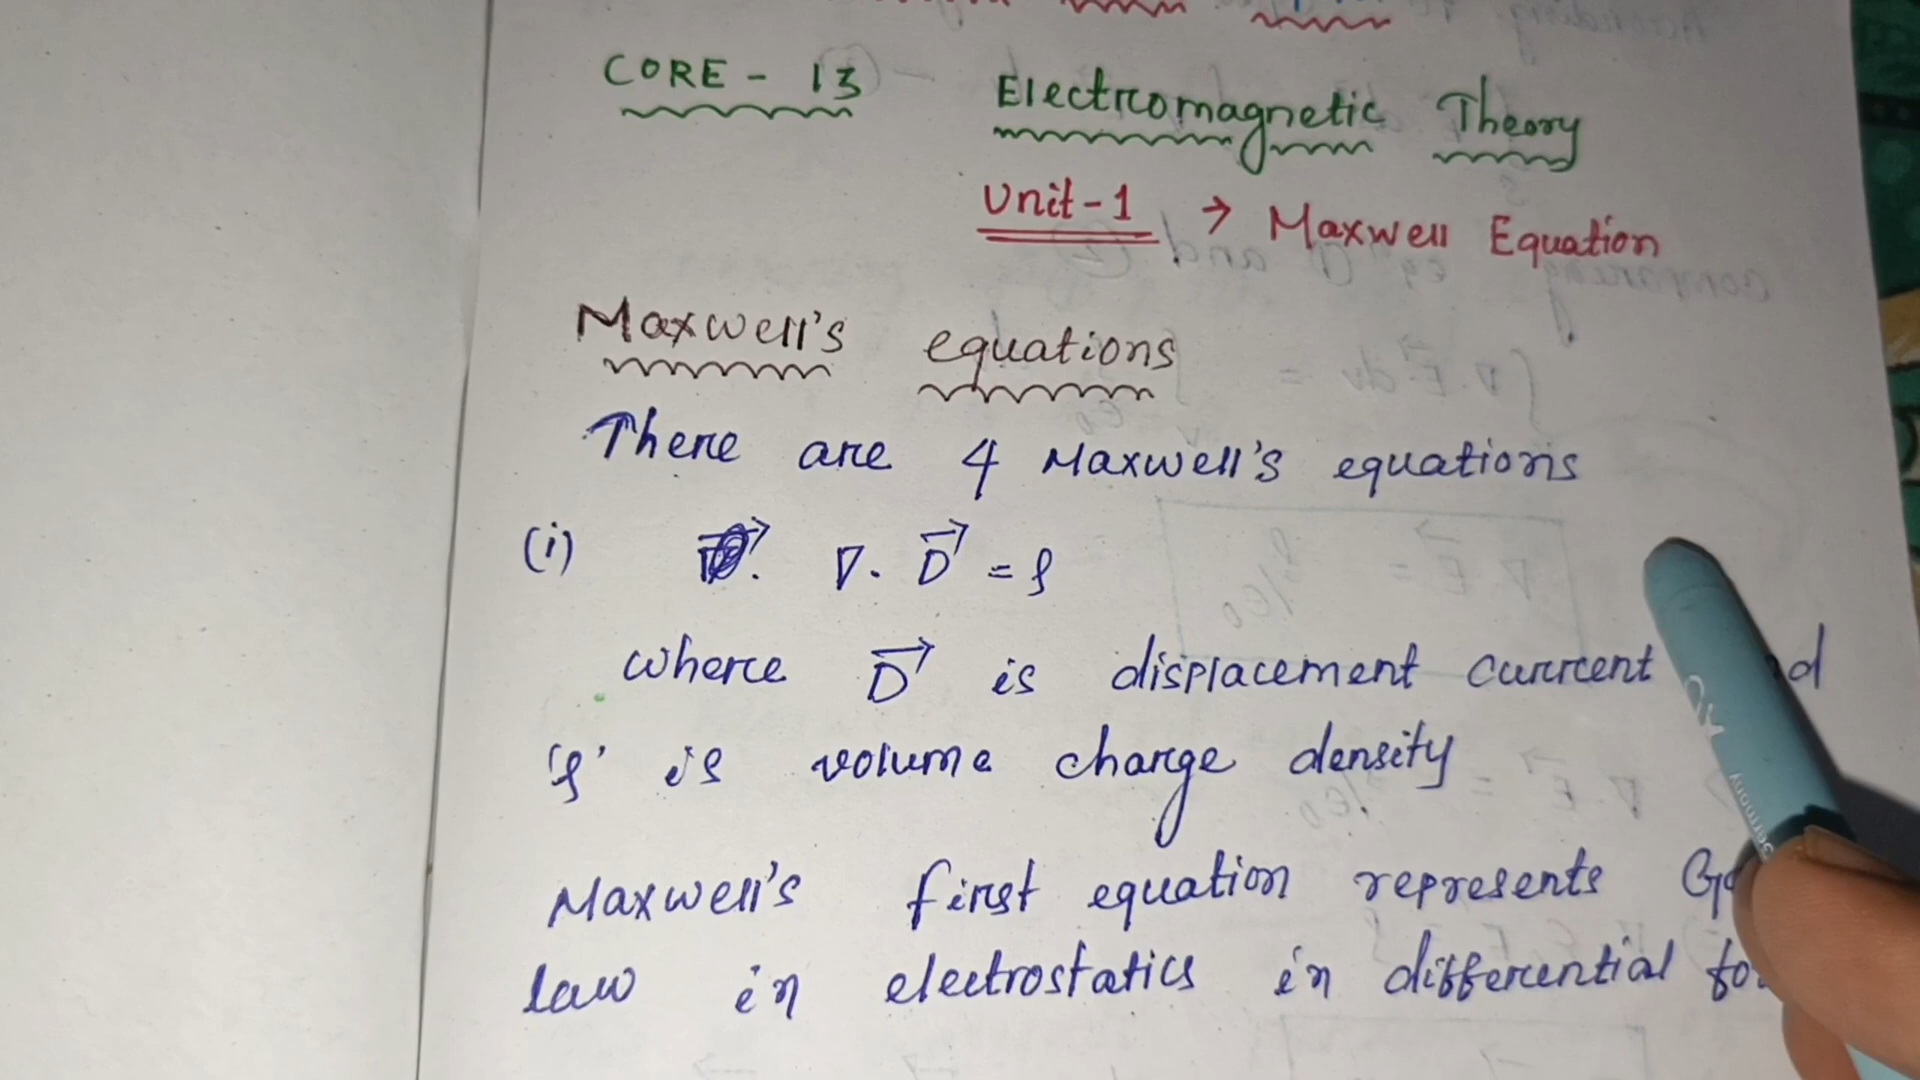 CORE - 13
Electromagnetic Theory
Unit-1 → Maxwell Equation
Maxwell's equations
There are 4 Maxwell's equations
(i) ∇. D⃗ = ρ
where D⃗ is displacement current
'ρ' is volume charge density
Maxwell's first equation represents
law in electrostatics in differential